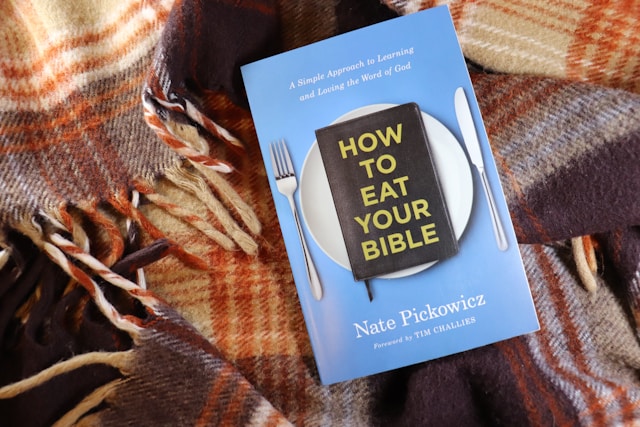 A Simple Approach to Learning
and Loving the Word of God
HOW
TO
EAT
YOUR
BIBLE
Nate Pickowicz
Foreword by TIM CHALLIES